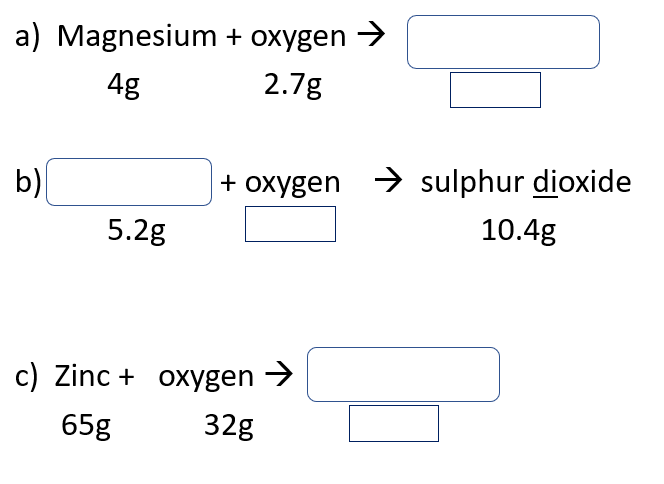 a) Magnesium + oxygen →
4g 2.7g
b) + oxygen → sulphur dioxide
5.2g 10.4g
c) Zinc + oxygen →
65g 32g